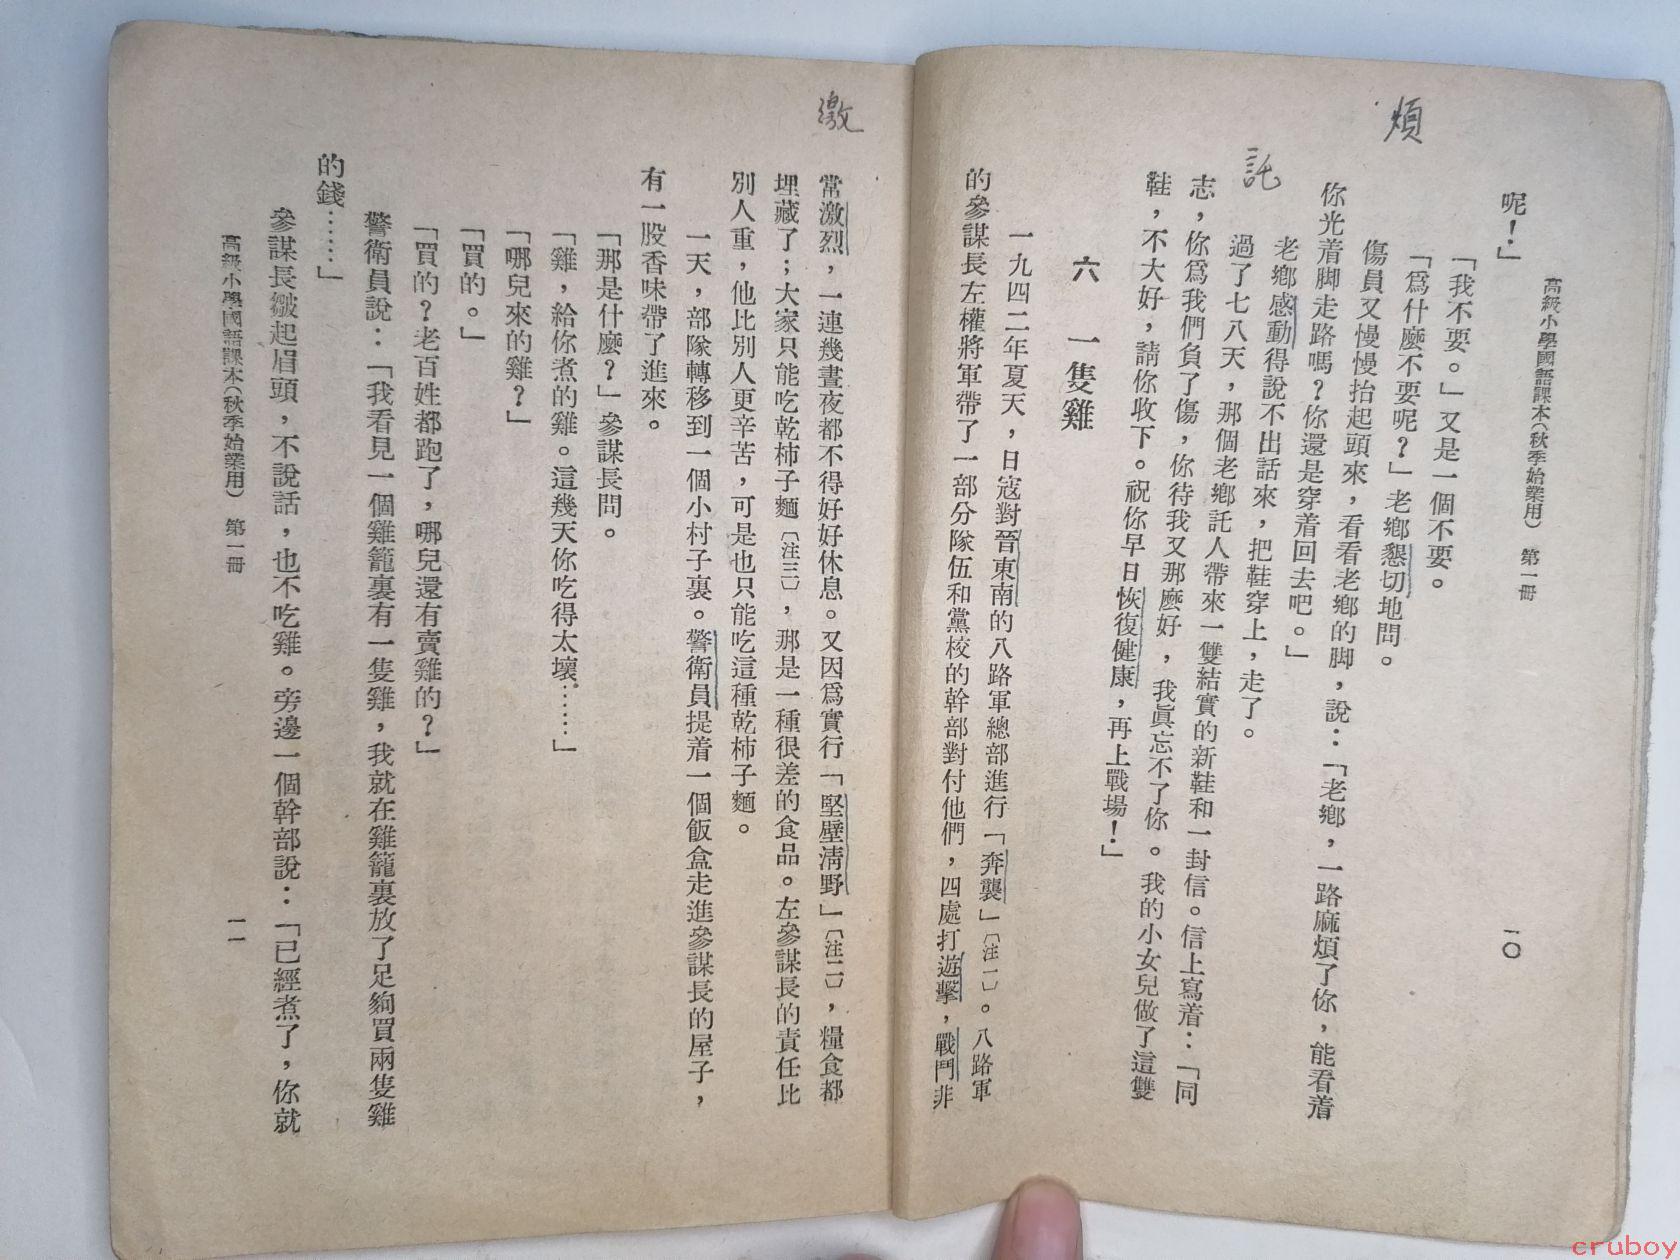 煩
託
高級小學國語課本(秋季始業用) 第一冊
一〇
呢！」
「我不要。」又是一個不要。
「爲什麼不要呢？」老鄉懇切地問。
傷員又慢慢抬起頭來，看看老鄉的脚，說：「老鄉，一路麻煩了你，能看着
你光着脚走路嗎？你還是穿着回去吧。」
老鄉感動得說不出話來，把鞋穿上，走了。
過了七八天，那個老鄉託人帶來一雙結實的新鞋和一封信。信上寫着：「同
志，你爲我們負了傷，你待我又那麼好，我眞忘不了你。我的小女兒做了這雙
鞋，不大好，請你收下。祝你早日恢復健康，再上戰場！」
六 一隻雞
一九四二年夏天，日寇對晉東南的八路軍總部進行「奔襲」〔注一〕。八路軍
的參謀長左權將軍帶了一部分隊伍和黨校的幹部對付他們，四處打遊擊，戰鬥非
激
常激烈，一連幾晝夜都不得好好休息。又因爲實行「堅壁淸野」〔注二〕，糧食都
埋藏了；大家只能吃乾柿子麵〔注三〕，那是一種很差的食品。左參謀長的責任比
別人重，他比別人更辛苦，可是也只能吃這種乾柿子麵。
一天，部隊轉移到一個小村子裏。警衛員提着一個飯盒走進參謀長的屋子，
有一股香味帶了進來。
「那是什麼？」參謀長問。
「雞，給你煮的雞。這幾天你吃得太壞……」
「哪兒來的雞？」
「買的。」
「買的？老百姓都跑了，哪兒還有賣雞的？」
警衛員說：「我看見一個雞籠裏有一隻雞，我就在雞籠裏放了足夠買兩隻雞
的錢……」
參謀長皺起眉頭，不說話，也不吃雞。旁邊一個幹部說：「已經煮了，你就
高級小學國語課本(秋季始業用) 第一冊
一一
cruboy